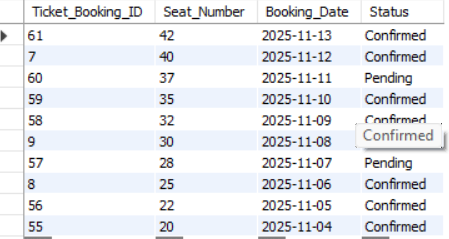 Ticket_Booking_ID Seat_Number Booking_Date Status
61 42 2025-11-13 Confirmed
7 40 2025-11-12 Confirmed
60 37 2025-11-11 Pending
59 35 2025-11-10 Confirmed
58 32 2025-11-09 Confirmed
9 30 2025-11-08 Confirmed
57 28 2025-11-07 Pending
8 25 2025-11-06 Confirmed
56 22 2025-11-05 Confirmed
55 20 2025-11-04 Confirmed